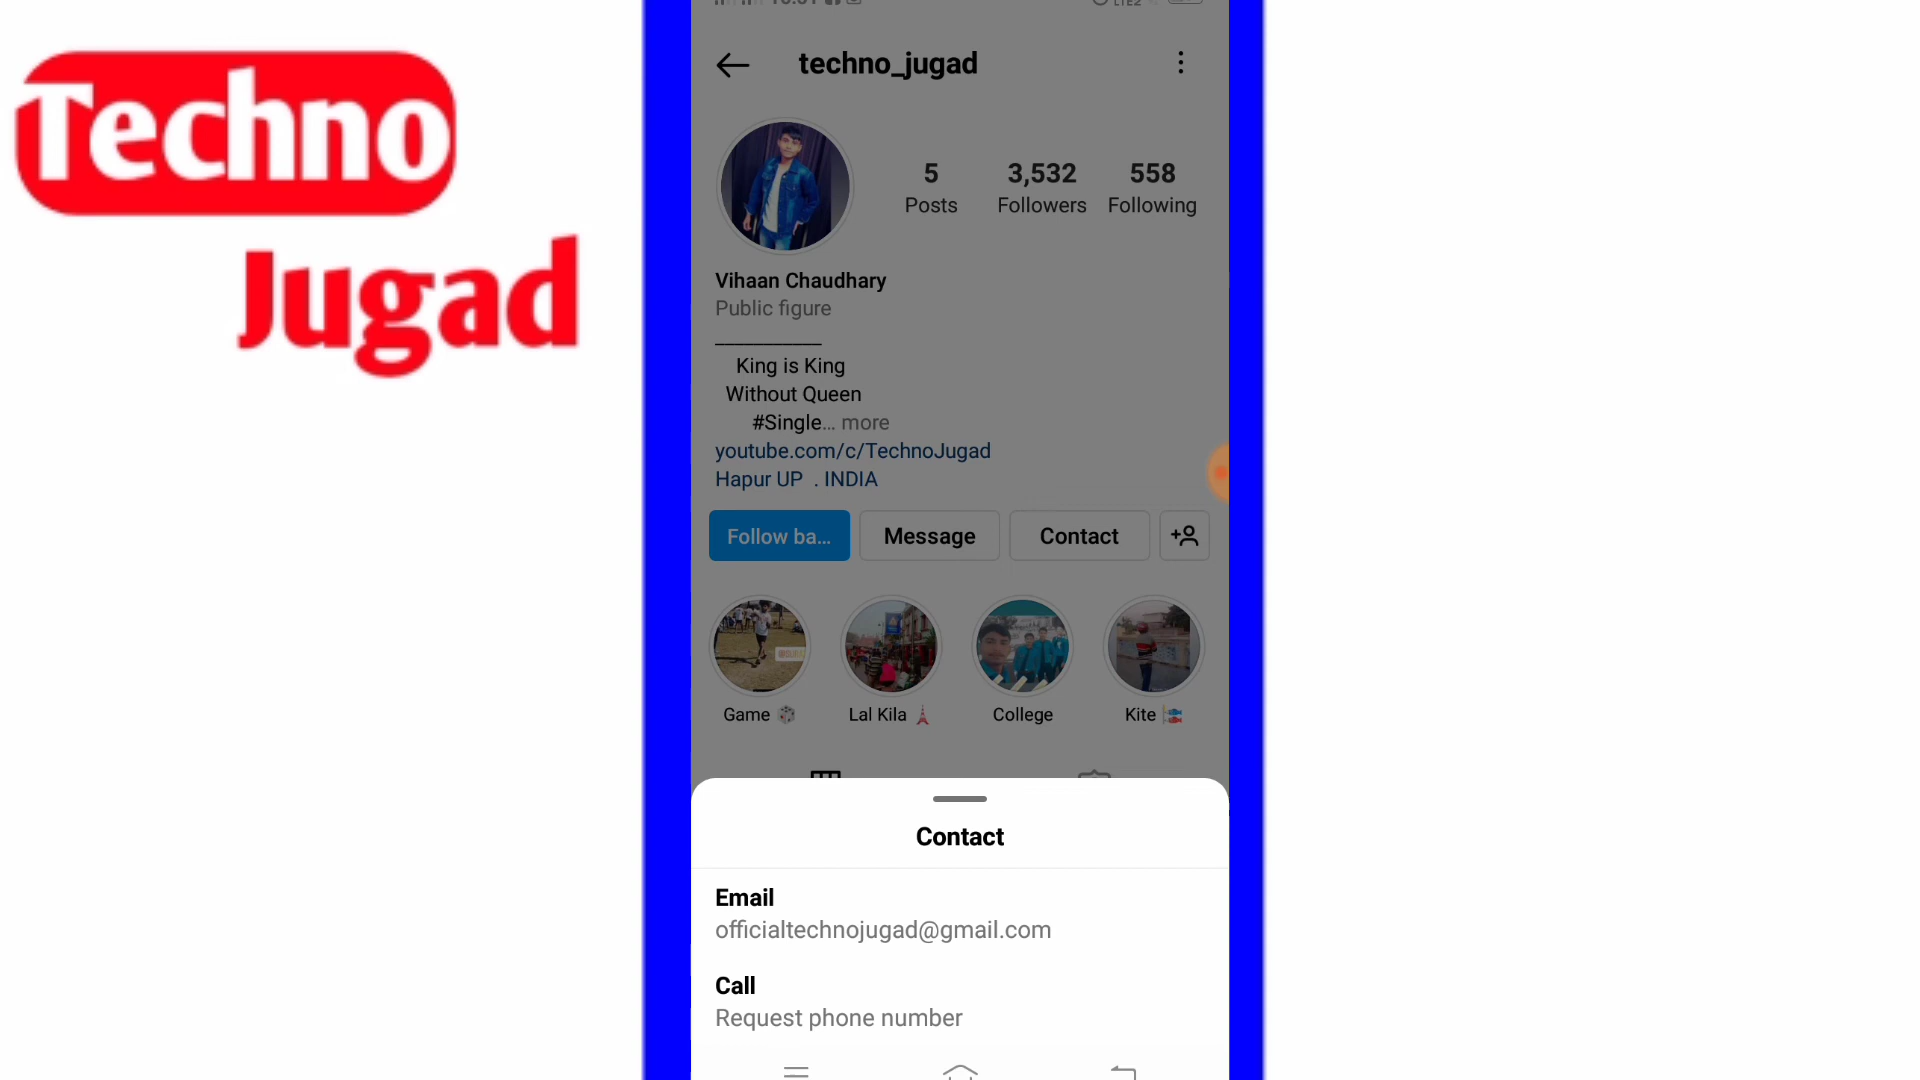 Techno
Jugad
techno_jugad
5
Posts
3,532
Followers
558
Following
Vihaan Chaudhary
Public figure
___________
King is King
Without Queen
#Single... more
youtube.com/c/TechnoJugad
Hapur UP . INDIA
Follow ba...
Message
Contact
Game 🎲
Lal Kila 🗼
College
Kite 🎏
Contact
Email
officialtechnojugad@gmail.com
Call
Request phone number